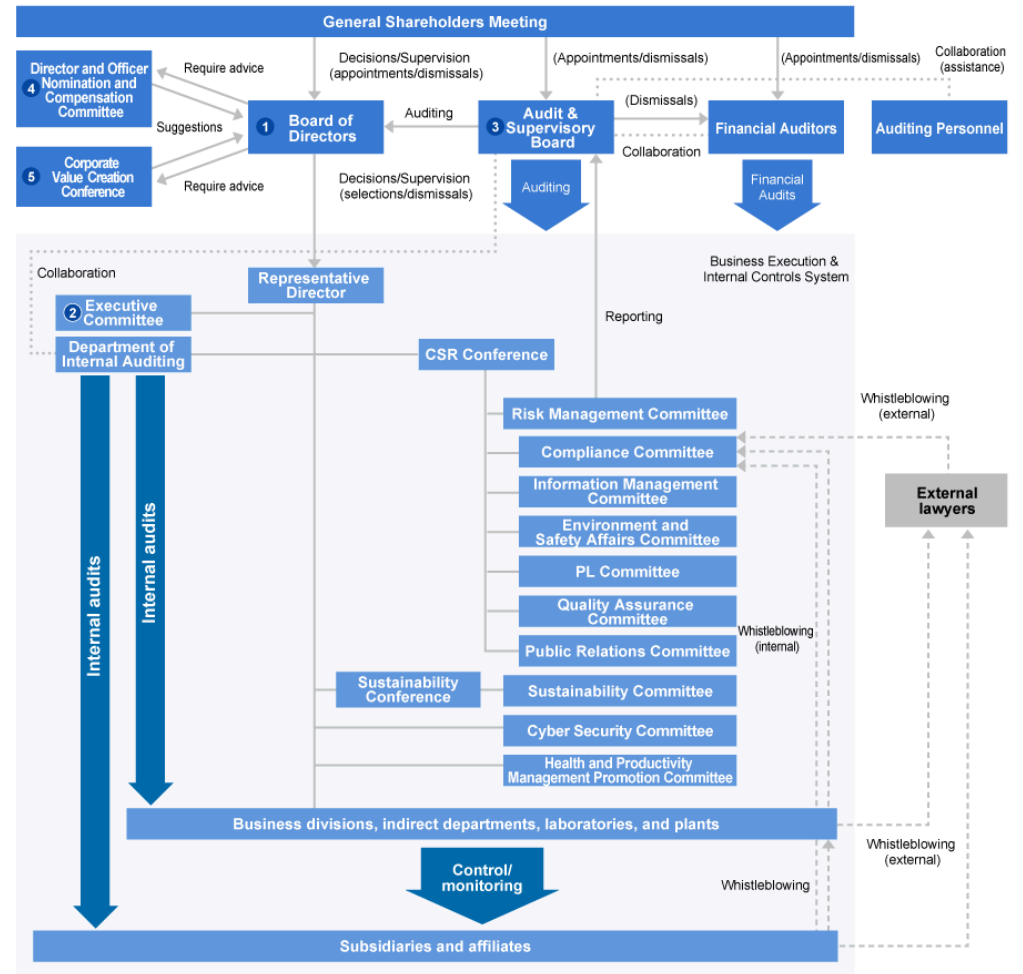 General Shareholders Meeting
Decisions/Supervision
(appointments/dismissals)
(Appointments/dismissals)
(Appointments/dismissals)
Collaboration
(assistance)
4
Director and Officer
Nomination and
Compensation
Committee
Require advice
Suggestions
1
Board of
Directors
Auditing
3
Audit &
Supervisory
Board
(Dismissals)
Collaboration
Financial Auditors
Auditing Personnel
5
Corporate
Value Creation
Conference
Require advice
Decisions/Supervision
(selections/dismissals)
Auditing
Financial
Audits
Business Execution &
Internal Controls System
Collaboration
Representative
Director
2
Executive
Committee
Reporting
Department of
Internal Auditing
CSR Conference
Risk Management Committee
Whistleblowing
(external)
Compliance Committee
Information Management
Committee
External
lawyers
Environment and
Safety Affairs Committee
PL Committee
Quality Assurance
Committee
Whistleblowing
(internal)
Public Relations Committee
Internal audits
Internal audits
Sustainability
Conference
Sustainability Committee
Cyber Security Committee
Health and Productivity
Management Promotion Committee
Business divisions, indirect departments, laboratories, and plants
Whistleblowing
(external)
Control/
monitoring
Whistleblowing
Subsidiaries and affiliates